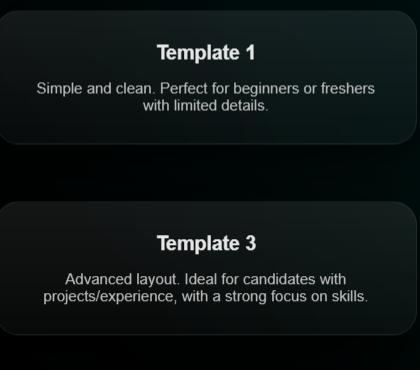 Template 1
Simple and clean. Perfect for beginners or freshers
with limited details.
Template 3
Advanced layout. Ideal for candidates with
projects/experience, with a strong focus on skills.